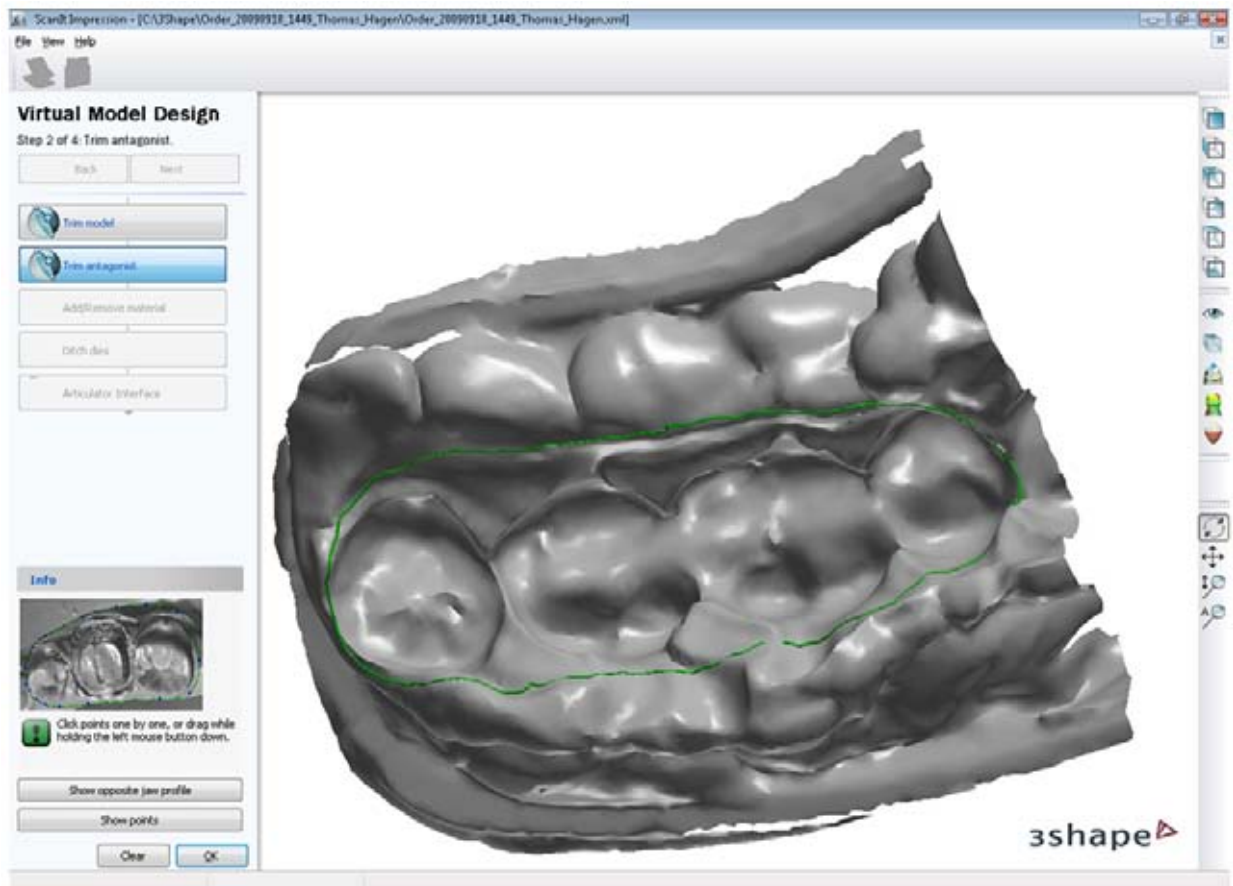 ScanIt Impression - [C:\3Shape\Order_20090918_1449_Thomas_Hagen\Order_20090918_1449_Thomas_Hagen.xml]
File View Help
Virtual Model Design
Step 2 of 4: Trim antagonist.
Back Next
Trim model
Trim antagonist
Add/Remove material
Ditch dies
Articulator Interface
Info
Click points one by one, or drag while
holding the left mouse button down.
Show opposite jaw profile
Show points
Clear OK
A
3shape